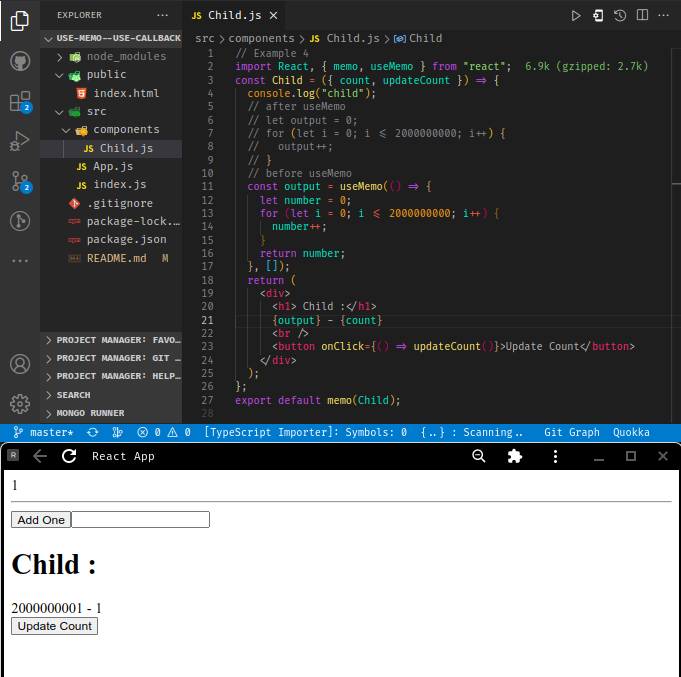 EXPLORER ...
USE-MEMO--USE-CALLBACK
node_modules
public
index.html
src
components
JS Child.js
JS App.js
JS index.js
.gitignore
package-lock....
package.json
README.md M
PROJECT MANAGER: FAVO...
PROJECT MANAGER: GIT ...
PROJECT MANAGER: HELP...
SEARCH
MONGO RUNNER
2
2
JS Child.js ×
src > components > JS Child.js > Child
1 // Example 4
2 import React, { memo, useMemo } from "react"; 6.9k (gzipped: 2.7k)
3 const Child = ({ count, updateCount }) => {
4 console.log("child");
5 // after useMemo
6 // let output = 0;
7 // for (let i = 0; i <= 2000000000; i++) {
8 // output++;
9 // }
10 // before useMemo
11 const output = useMemo(() => {
12 let number = 0;
13 for (let i = 0; i <= 2000000000; i++) {
14 number++;
15 }
16 return number;
17 }, []);
18 return (
19 <div>
20 <h1> Child :</h1>
21 {output} - {count}
22 <br />
23 <button onClick={() => updateCount()}>Update Count</button>
24 </div>
25 );
26 };
27 export default memo(Child);
28
master* 0 0 [TypeScript Importer]: Symbols: 0 {..} : Scanning.. Git Graph Quokka
R React App
1
Add One
Child :
2000000001 - 1
Update Count